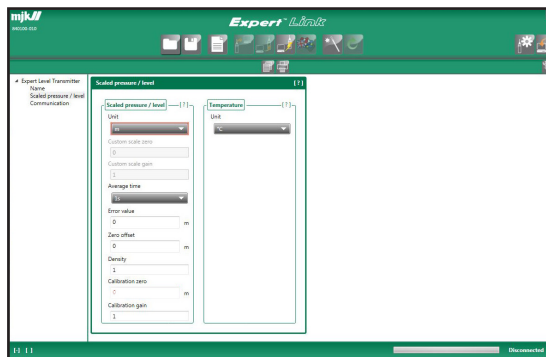 mjk
840106-010
Expert Link
Expert Level Transmitter
Name
Scaled pressure / level
Communication
Scaled pressure / level [?]
Scaled pressure / level [?]
Unit
m
Custom scale zero
0
Custom scale gain
1
Average time
1s
Error value
0 m
Zero offset
0 m
Density
1
Calibration zero
0 m
Calibration gain
1
Temperature [?]
Unit
°C
Disconnected